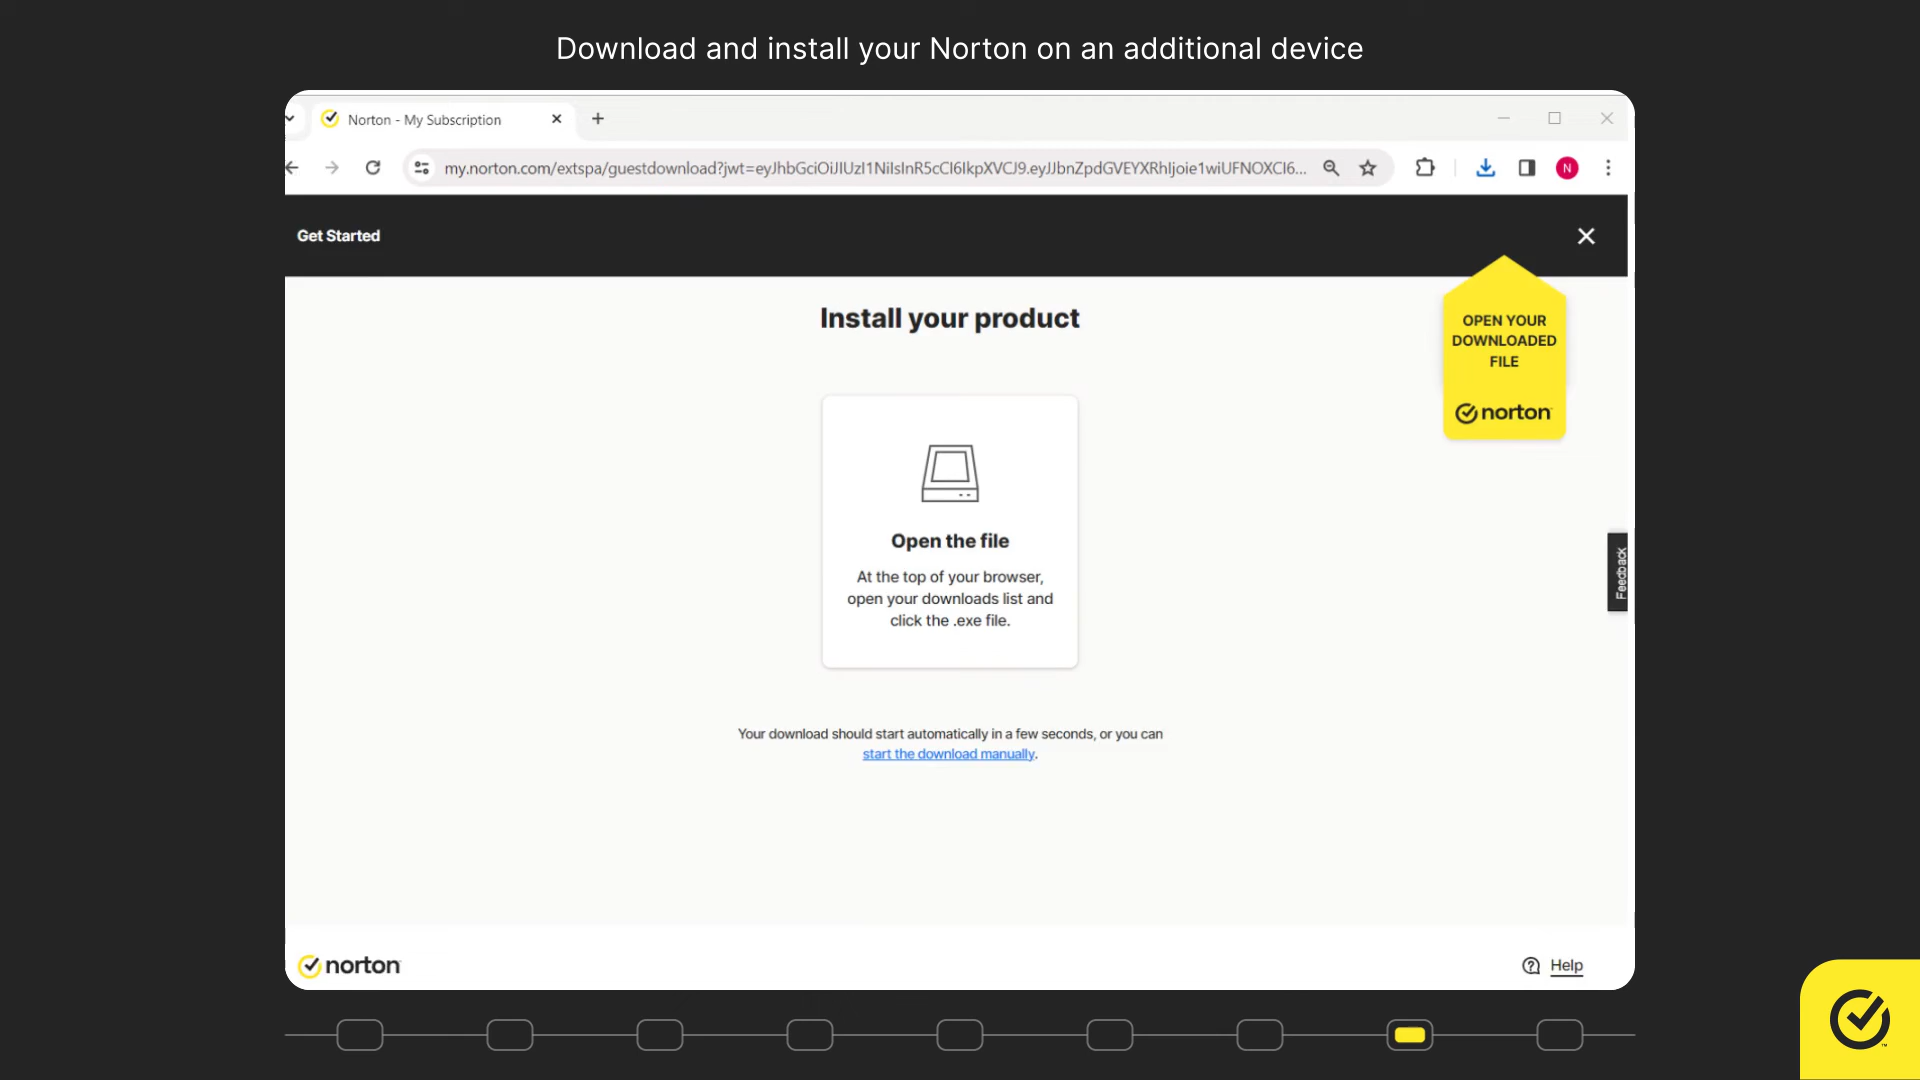 Download and install your Norton on an additional device
Norton - My Subscription
my.norton.com/extspa/guestdownload?jwt=eyJhbGciOiJIUzI1NiIsInR5cCI6IkpXVCJ9.eyJJbnZpdGVEYXRhIjoie1wiUFNOXCI6...
N
Get Started
OPEN YOUR
DOWNLOADED
FILE
norton
Install your product
Open the file
At the top of your browser,
open your downloads list and
click the .exe file.
Feedback
Your download should start automatically in a few seconds, or you can
start the download manually.
norton
Help